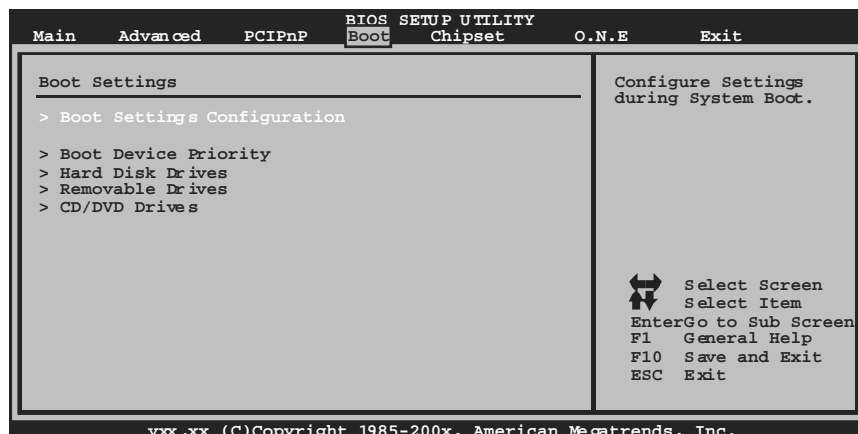 BIOS SETUP UTILITY
Main Advanced PCIPnP Boot Chipset O.N.E Exit
Boot Settings
> Boot Settings Configuration
> Boot Device Priority
> Hard Disk Drives
> Removable Drives
> CD/DVD Drives
Configure Settings
during System Boot.
Select Screen
Select Item
Enter Go to Sub Screen
F1 General Help
F10 Save and Exit
ESC Exit
vxx.xx (C)Copyright 1985-200x, American Megatrends, Inc.